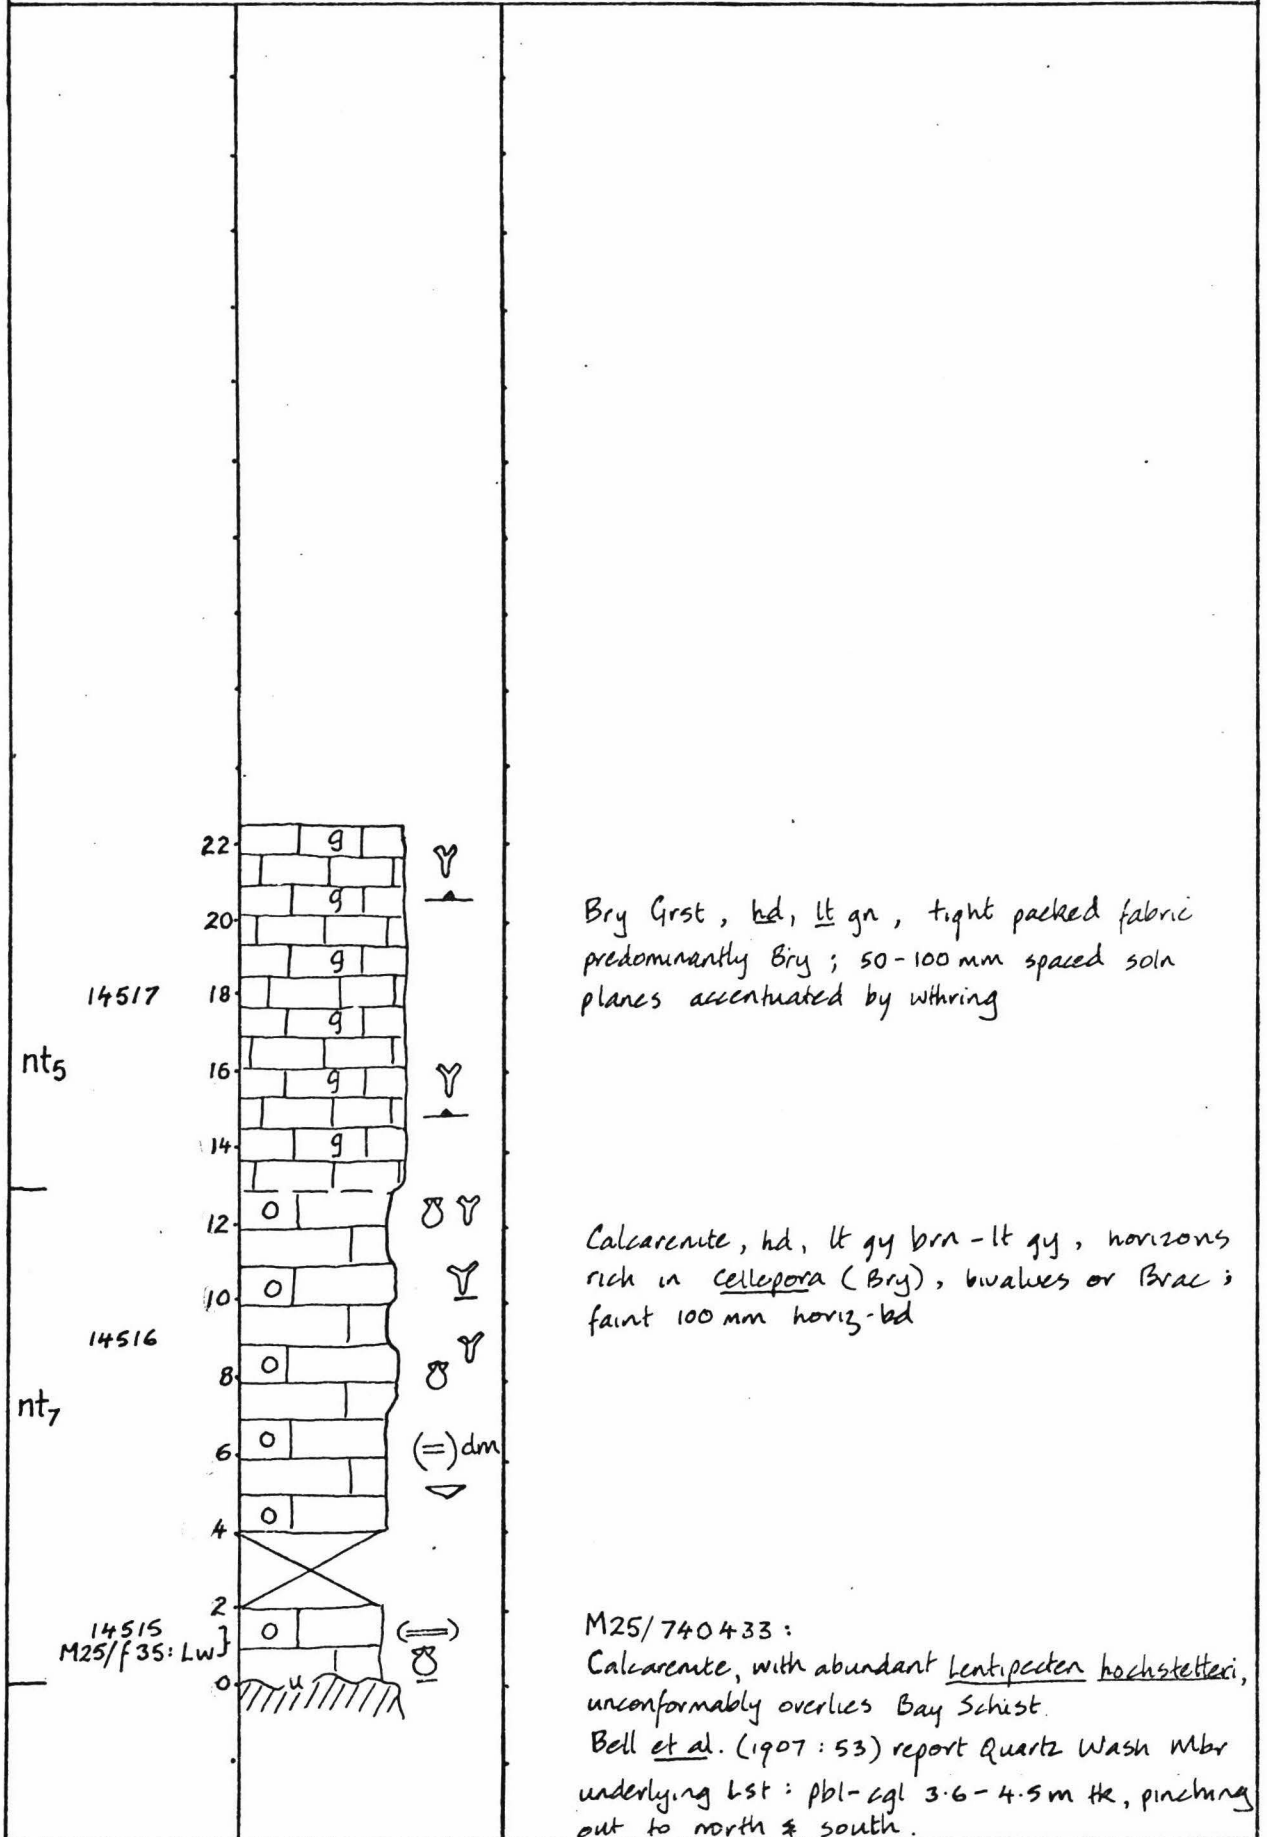 22
g
g
20
Bry Grst, hd, lt gn, tight packed fabric
predominantly Bry; 50-100 mm spaced soln
planes accentuated by wthring
g
14517
18
g
nt5
16
g
14
g
12
Calcarenite, hd, lt gy brn - lt gy, horizons
rich in Cellepora (Bry), bivalves or Brac;
faint 100 mm horiz-bd
10
14516
8
nt7
6
(=) dm
4
2
14515
M25/f35: Lw}
0
u
M25/740433:
Calcarenite, with abundant Lentipecten hochstetteri,
unconformably overlies Bay Schist.
Bell et al. (1907:53) report Quartz Wash Mbr
underlying Lst: pbl-cgl 3.6-4.5m tk, pinching
out to north & south.